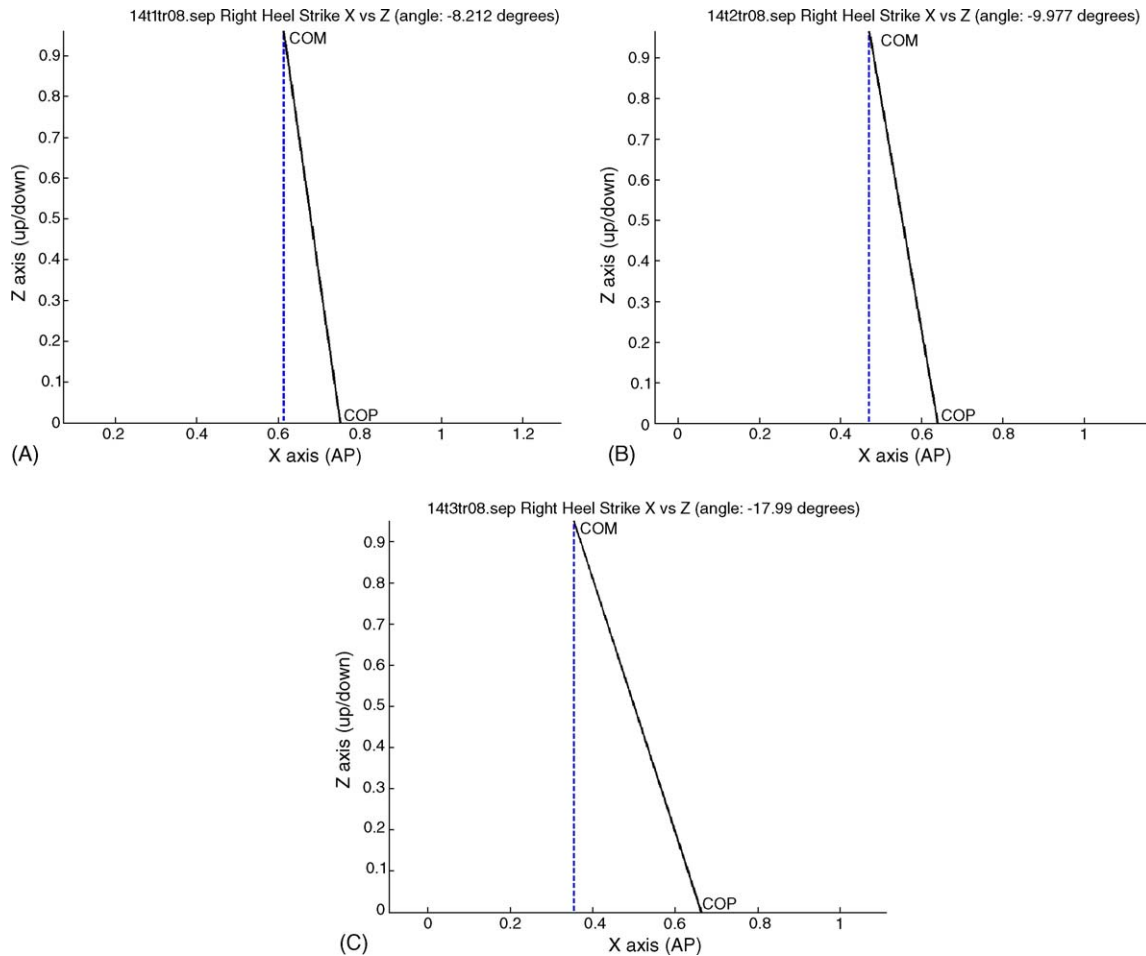 14t1tr08.sep Right Heel Strike X vs Z (angle: -8.212 degrees)
COM
0.9
0.8
0.7
0.6
0.5
0.4
0.3
0.2
0.1
0
Z axis (up/down)
COP
0.2 0.4 0.6 0.8 1 1.2
X axis (AP)
(A)
14t2tr08.sep Right Heel Strike X vs Z (angle: -9.977 degrees)
COM
0.9
0.8
0.7
0.6
0.5
0.4
0.3
0.2
0.1
0
Z axis (up/down)
COP
0 0.2 0.4 0.6 0.8 1
X axis (AP)
(B)
14t3tr08.sep Right Heel Strike X vs Z (angle: -17.99 degrees)
COM
0.9
0.8
0.7
0.6
0.5
0.4
0.3
0.2
0.1
0
Z axis (up/down)
COP
0 0.2 0.4 0.6 0.8 1
X axis (AP)
(C)